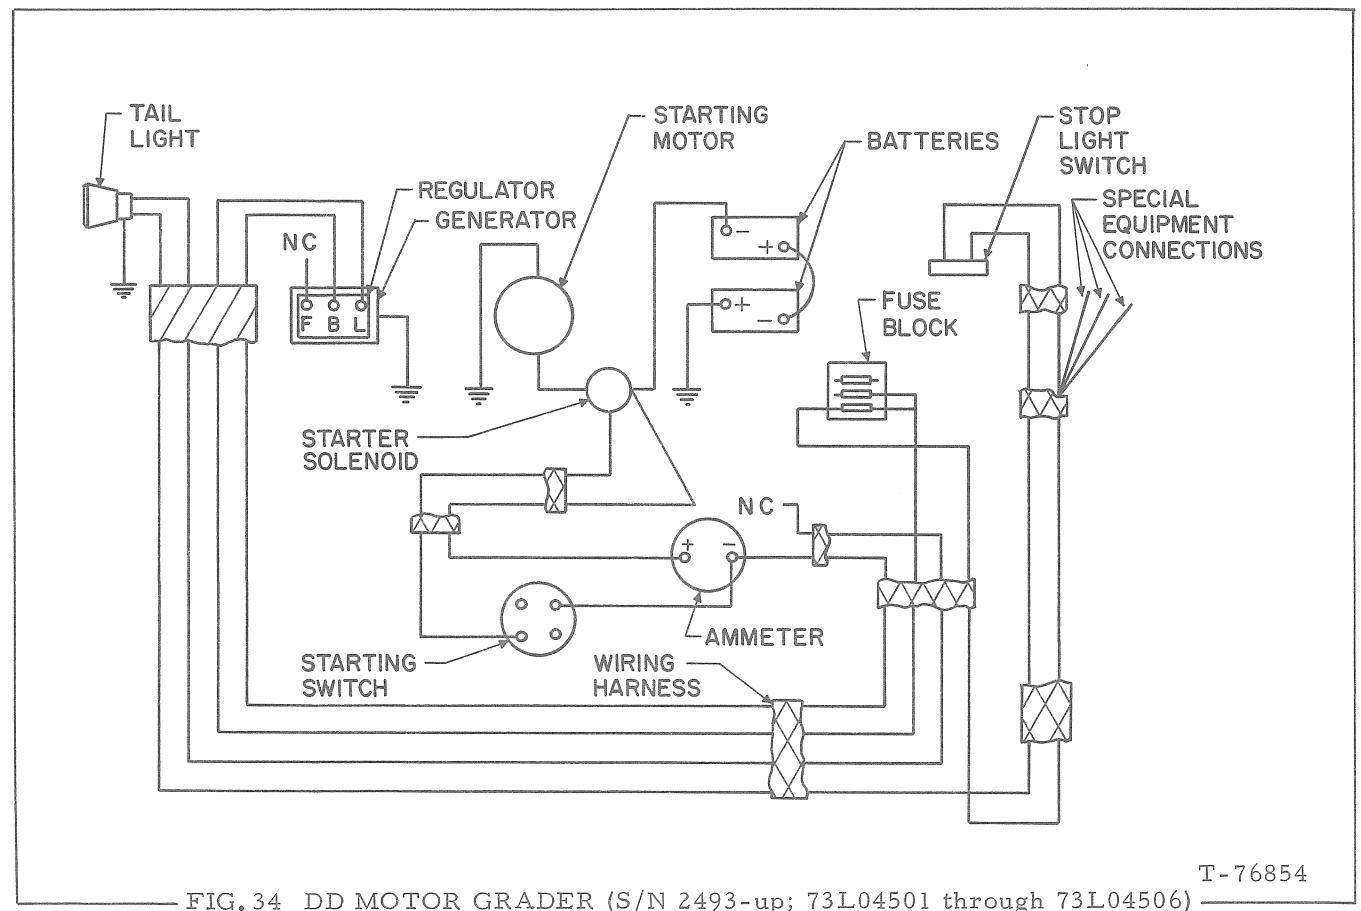 TAIL
LIGHT
STARTING
MOTOR
BATTERIES
STOP
LIGHT
SWITCH
REGULATOR
GENERATOR
SPECIAL
EQUIPMENT
CONNECTIONS
NC
-
+
+
-
F B L
FUSE
BLOCK
STARTER
SOLENOID
NC
+ -
AMMETER
STARTING
SWITCH
WIRING
HARNESS
T-76854
FIG. 34 DD MOTOR GRADER (S/N 2493-up; 73L04501 through 73L04506)